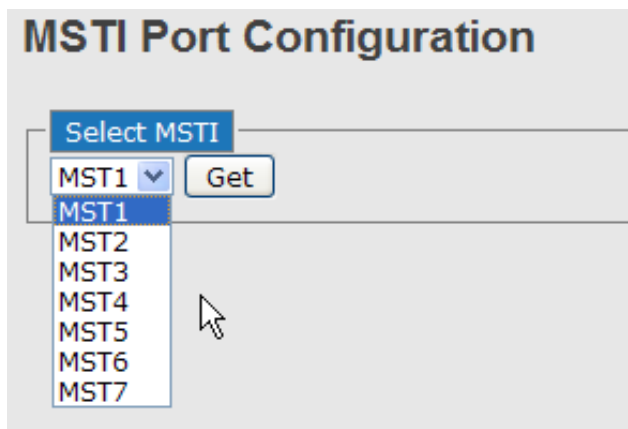 MSTI Port Configuration
Select MSTI
MST1 Get
MST1
MST2
MST3
MST4
MST5
MST6
MST7